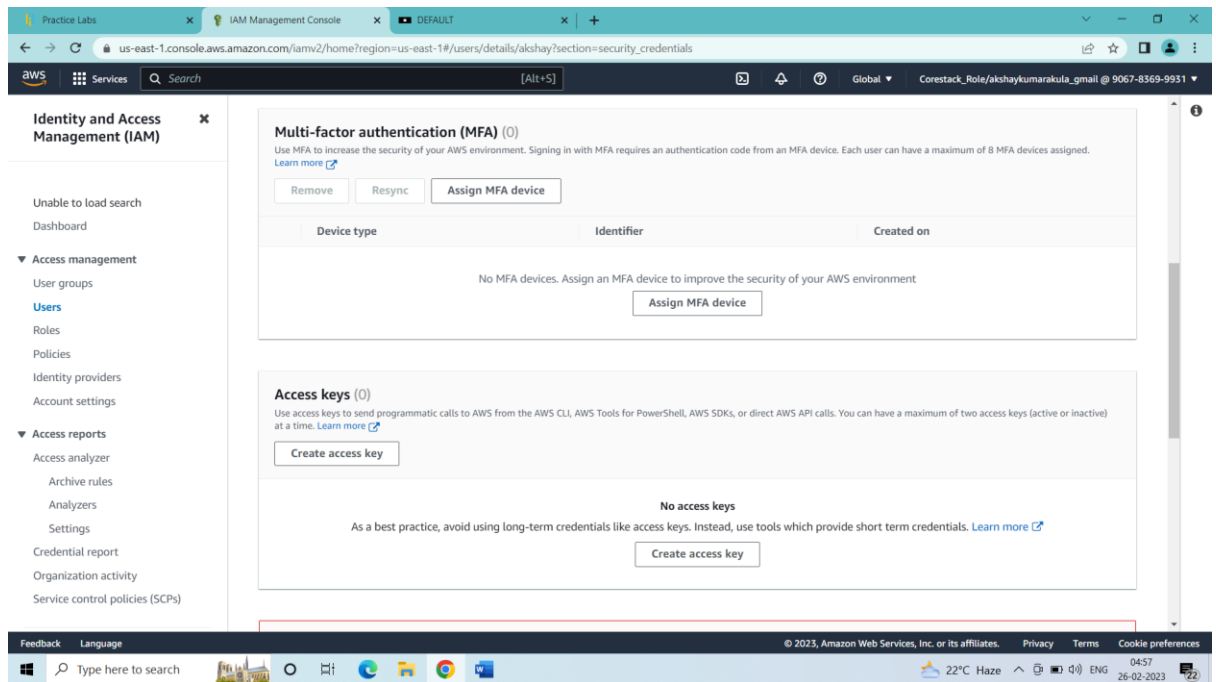 Practice Labs
IAM Management Console
DEFAULT
us-east-1.console.aws.amazon.com/iamv2/home?region=us-east-1#/users/details/akshay?section=security_credentials
aws
Services
Search
[Alt+S]
Global
Corestack_Role/akshaykumarakula_gmail @ 9067-8369-9931
Identity and Access
Management (IAM)
Unable to load search
Dashboard
Access management
User groups
Users
Roles
Policies
Identity providers
Account settings
Access reports
Access analyzer
Archive rules
Analyzers
Settings
Credential report
Organization activity
Service control policies (SCPs)
Multi-factor authentication (MFA) (0)
Use MFA to increase the security of your AWS environment. Signing in with MFA requires an authentication code from an MFA device. Each user can have a maximum of 8 MFA devices assigned.
Learn more
Remove
Resync
Assign MFA device
Device type
Identifier
Created on
No MFA devices. Assign an MFA device to improve the security of your AWS environment
Assign MFA device
Access keys (0)
Use access keys to send programmatic calls to AWS from the AWS CLI, AWS Tools for PowerShell, AWS SDKs, or direct AWS API calls. You can have a maximum of two access keys (active or inactive)
at a time. Learn more
Create access key
No access keys
As a best practice, avoid using long-term credentials like access keys. Instead, use tools which provide short term credentials. Learn more
Create access key
Feedback
Language
© 2023, Amazon Web Services, Inc. or its affiliates.
Privacy
Terms
Cookie preferences
Type here to search
22°C Haze
ENG
04:57
26-02-2023
22